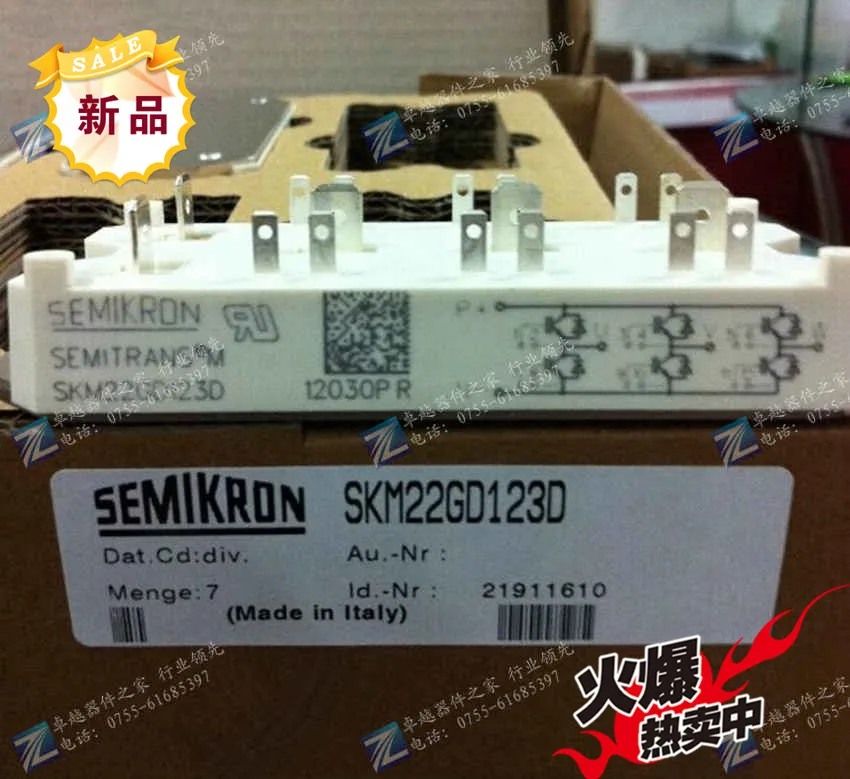 SALE
新品
卓越器件之家 行业领先
电话: 0755-61685397
SEMIKRON
SEMITRANS®M
SKM22GD123D
12030P R
P+
U
V
W
SEMIKRON
SKM22GD123D
Dat.Cd:div.
Au.-Nr :
Menge:7
Id.-Nr : 21911610
(Made in Italy)
火爆
热卖中